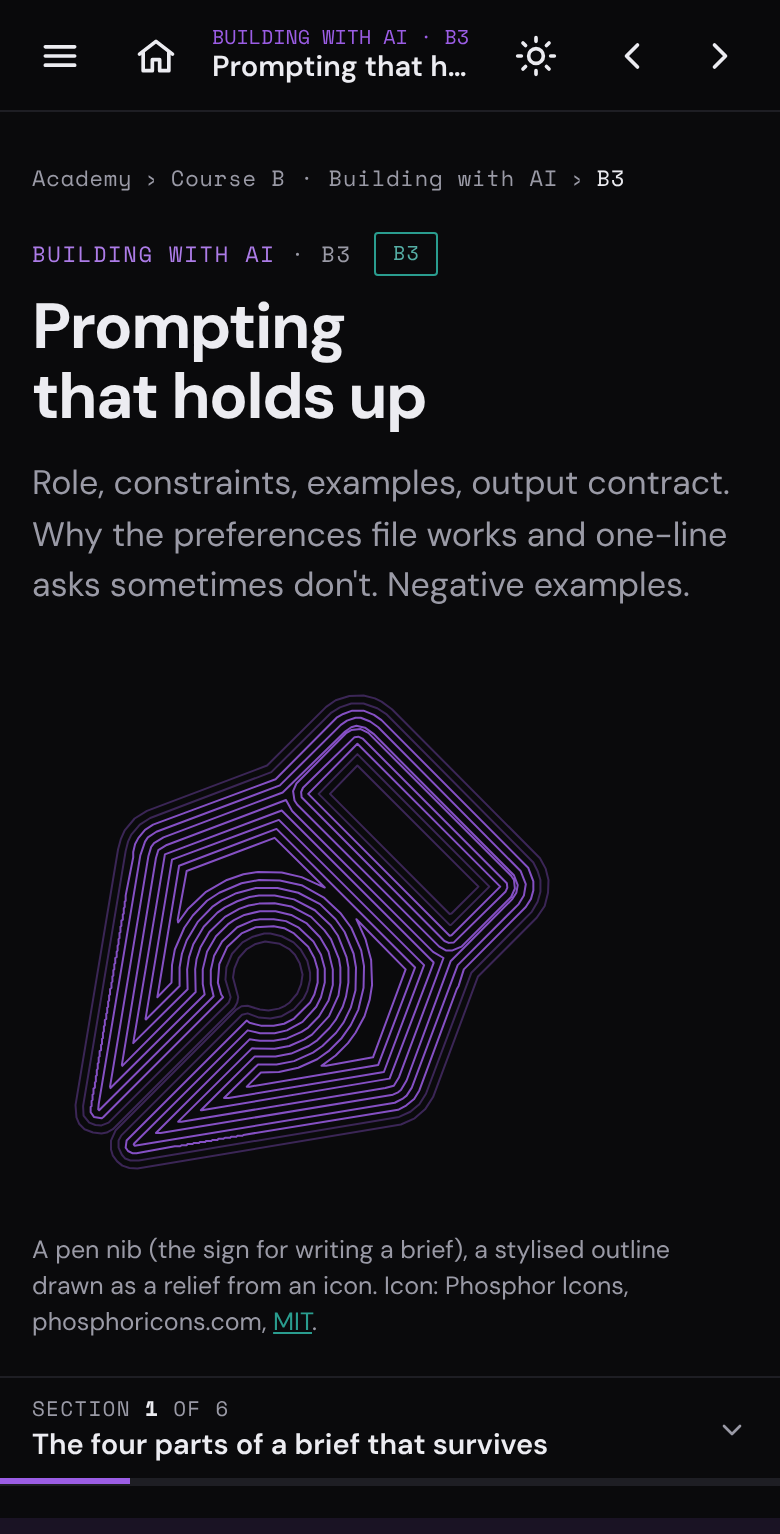 BUILDING WITH AI · B3
Prompting that h...
Academy › Course B · Building with AI › B3
BUILDING WITH AI · B3 B3
Prompting
that holds up
Role, constraints, examples, output contract.
Why the preferences file works and one-line
asks sometimes don't. Negative examples.
A pen nib (the sign for writing a brief), a stylised outline
drawn as a relief from an icon. Icon: Phosphor Icons,
phosphoricons.com, MIT.
SECTION 1 OF 6
The four parts of a brief that survives